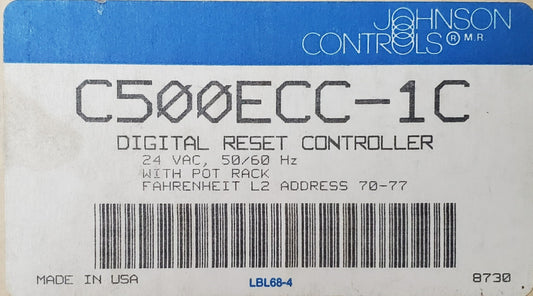 JOHNSON
CONTROLS ® M.R.
C500ECC-1C
DIGITAL RESET CONTROLLER
24 VAC, 50/60 Hz
WITH POT RACK
FAHRENHEIT L2 ADDRESS 70-77
MADE IN USA LBL68-4 8730